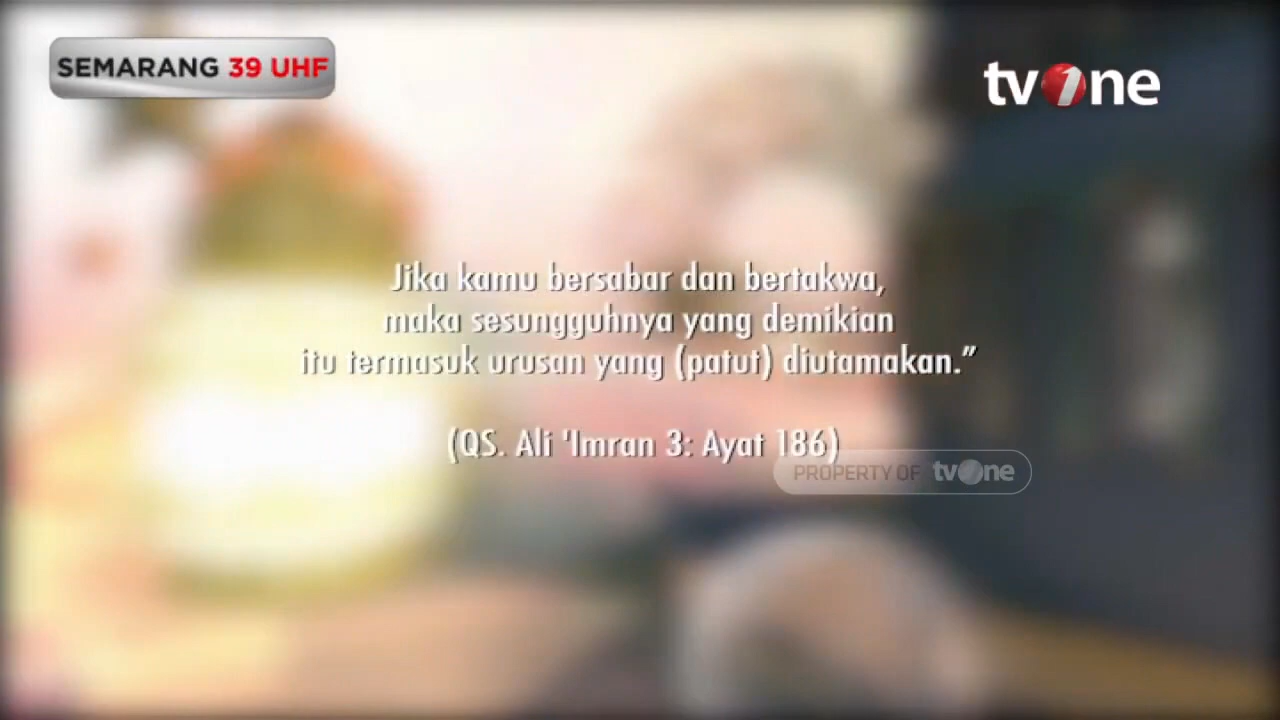 SEMARANG 39 UHF
tvOne
Jika kamu bersabar dan bertakwa,
maka sesungguhnya yang demikian
itu termasuk urusan yang (patut) diutamakan.”
(QS. Ali 'Imran 3: Ayat 186)
PROPERTY OF tvOne